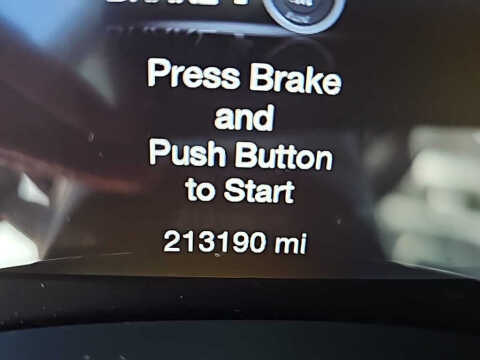 Press Brake
and
Push Button
to Start
213190 mi